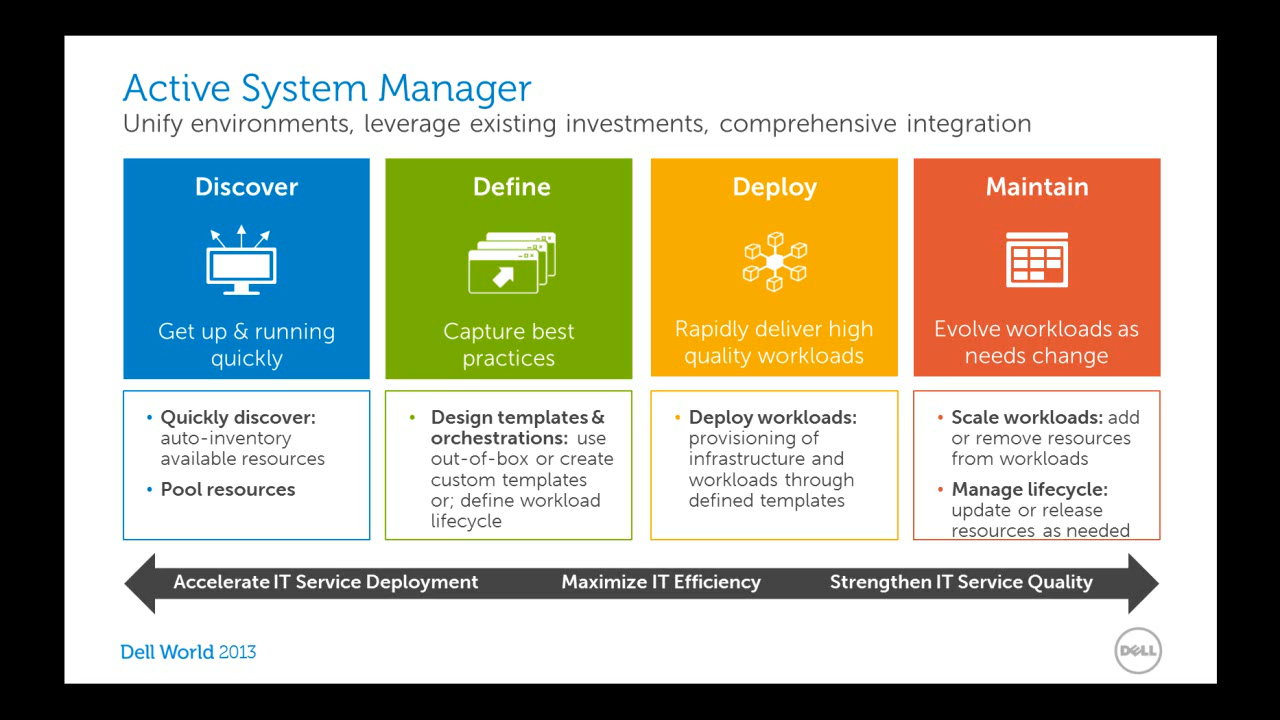 Active System Manager
Unify environments, leverage existing investments, comprehensive integration
Discover
Get up & running
quickly
• Quickly discover:
auto-inventory
available resources
• Pool resources
Define
Capture best
practices
• Design templates &
orchestrations: use
out-of-box or create
custom templates
or; define workload
lifecycle
Deploy
Rapidly deliver high
quality workloads
• Deploy workloads:
provisioning of
infrastructure and
workloads through
defined templates
Maintain
Evolve workloads as
needs change
• Scale workloads: add
or remove resources
from workloads
• Manage lifecycle:
update or release
resources as needed
Accelerate IT Service Deployment
Maximize IT Efficiency
Strengthen IT Service Quality
Dell World 2013
DELL